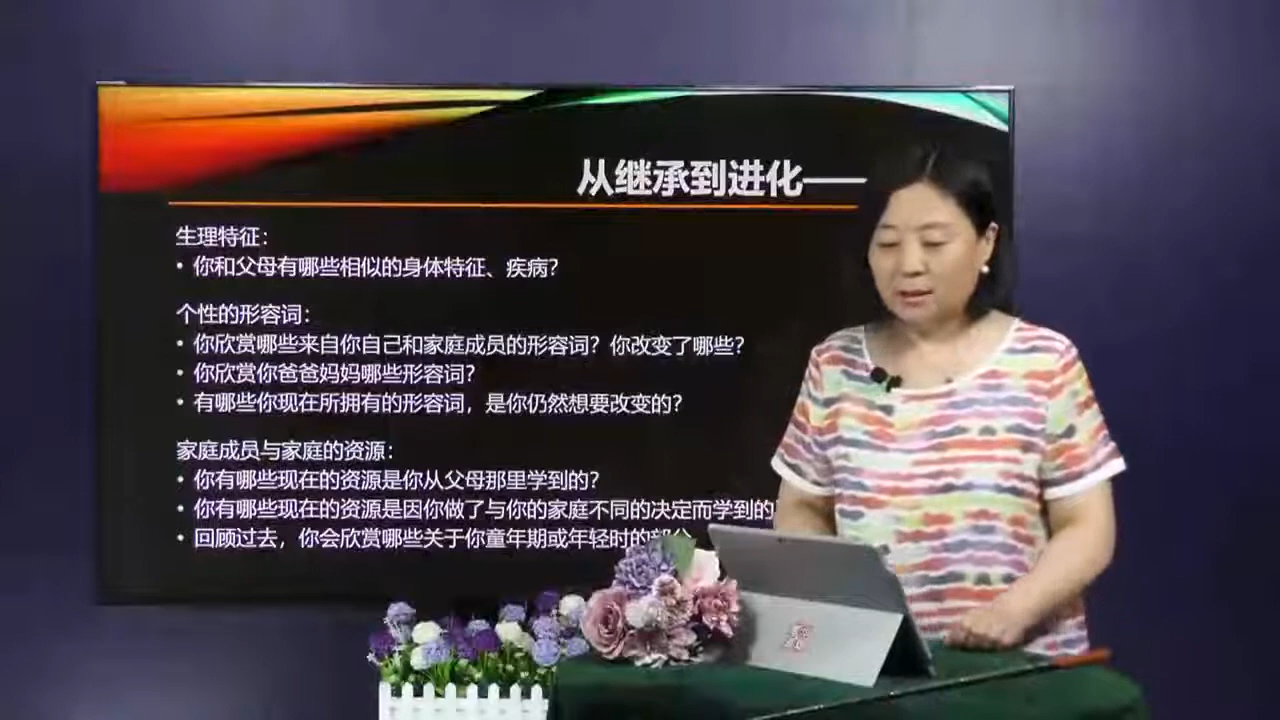 从继承到进化——
生理特征：
• 你和父母有哪些相似的身体特征、疾病？
个性的形容词：
• 你欣赏哪些来自你自己和家庭成员的形容词？你改变了哪些？
• 你欣赏你爸爸妈妈哪些形容词？
• 有哪些你现在所拥有的形容词，是你仍然想要改变的？
家庭成员与家庭的资源：
• 你有哪些现在的资源是你从父母那里学到的？
• 你有哪些现在的资源是因你做了与你的家庭不同的决定而学到的
• 回顾过去，你会欣赏哪些关于你童年期或年轻时的部分